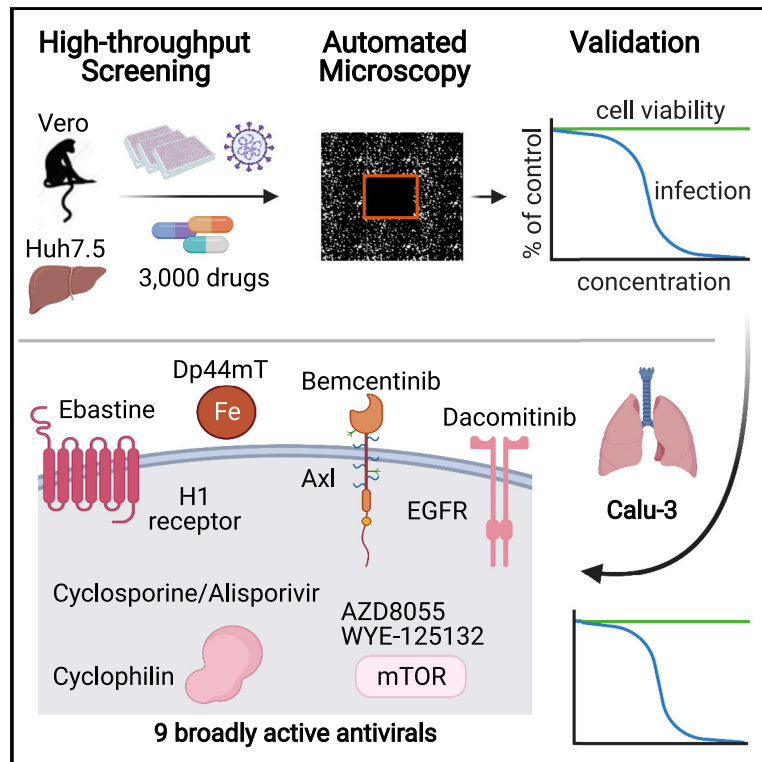 High-throughput
Screening
Automated
Microscopy
Validation
Vero
Huh7.5
3,000 drugs
% of control
cell viability
infection
concentration
Dp44mT
Fe
Ebastine
H1
receptor
Bemcentinib
Axl
Dacomitinib
EGFR
Calu-3
Cyclosporine/Alisporivir
Cyclophilin
AZD8055
WYE-125132
mTOR
9 broadly active antivirals